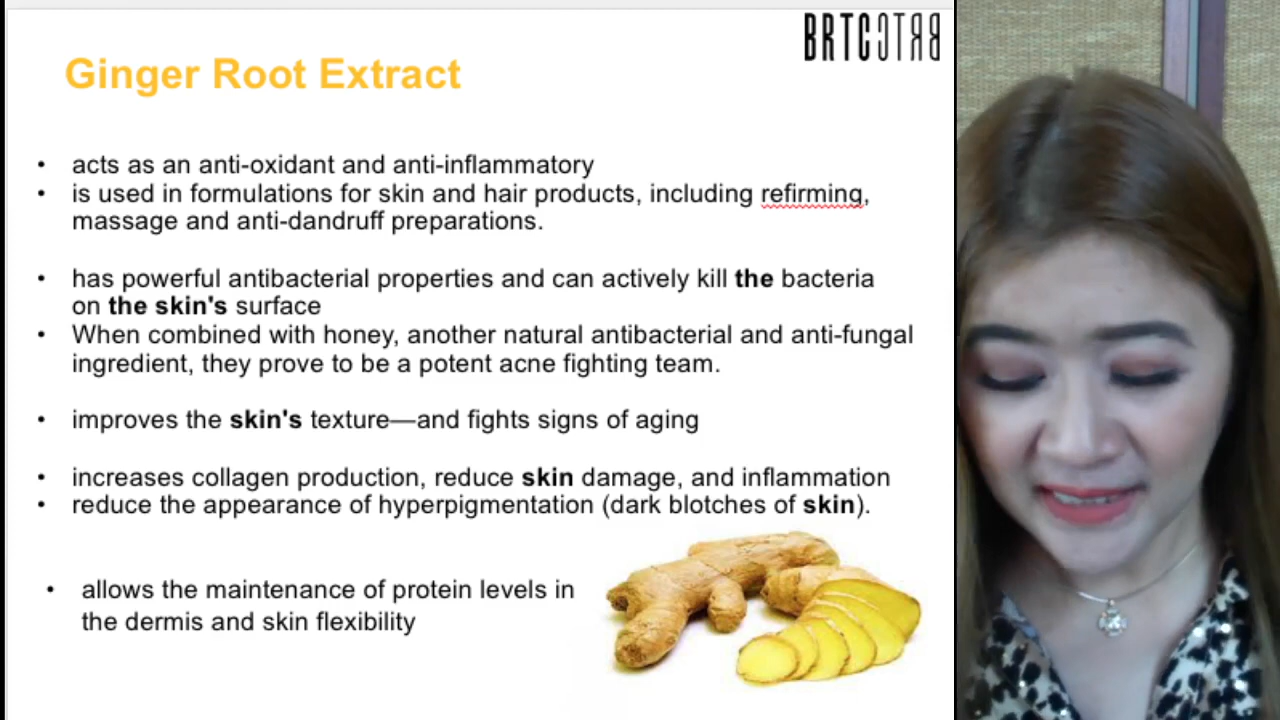 BRTC BRTC
Ginger Root Extract
• acts as an anti-oxidant and anti-inflammatory
• is used in formulations for skin and hair products, including refirming,
massage and anti-dandruff preparations.
• has powerful antibacterial properties and can actively kill the bacteria
on the skin's surface
• When combined with honey, another natural antibacterial and anti-fungal
ingredient, they prove to be a potent acne fighting team.
• improves the skin's texture—and fights signs of aging
• increases collagen production, reduce skin damage, and inflammation
• reduce the appearance of hyperpigmentation (dark blotches of skin).
• allows the maintenance of protein levels in
the dermis and skin flexibility